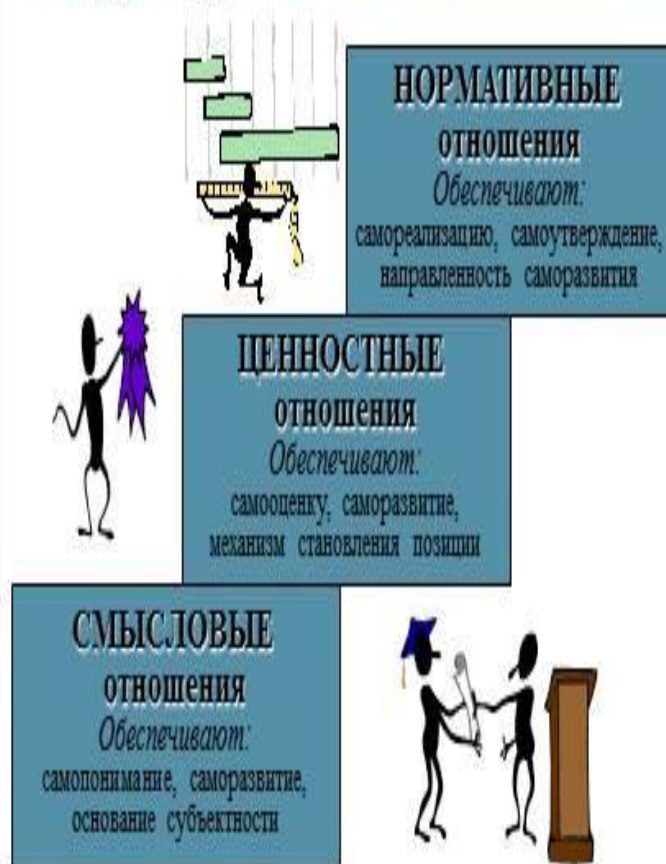 НОРМАТИВНЫЕ
отношения
Обеспечивают:
самореализацию, самоутверждение,
направленность саморазвития
ЦЕННОСТНЫЕ
отношения
Обеспечивают:
самооценку, саморазвитие,
механизм становления позиции
СМЫСЛОВЫЕ
отношения
Обеспечивают:
самопонимание, саморазвитие,
основание субъектности